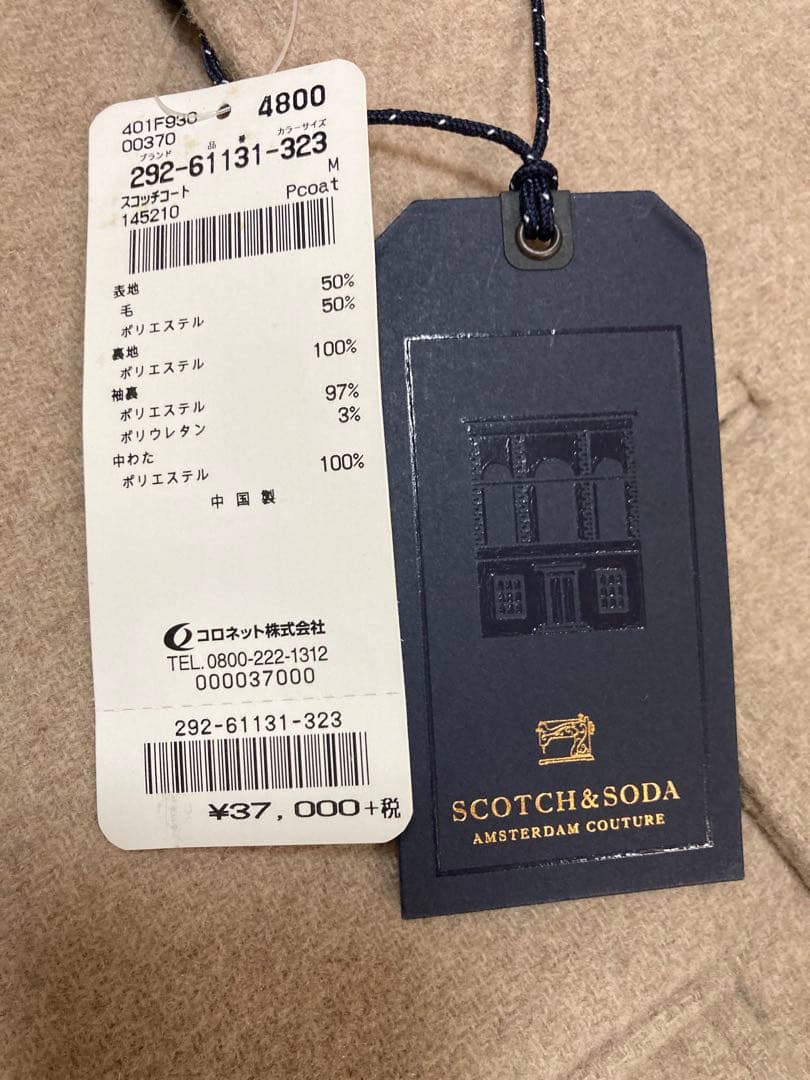 401F930
4800
00370
ブランド 品番 カラーサイズ
292-61131-323
M
スコッチコート Pcoat
145210
表地 50%
毛 50%
ポリエステル
裏地 100%
ポリエステル
袖裏 97%
ポリエステル 3%
ポリウレタン
中わた 100%
ポリエステル
中国製
コロネット株式会社
TEL.0800-222-1312
000037000
292-61131-323
¥37,000+税
SCOTCH&SODA
AMSTERDAM COUTURE